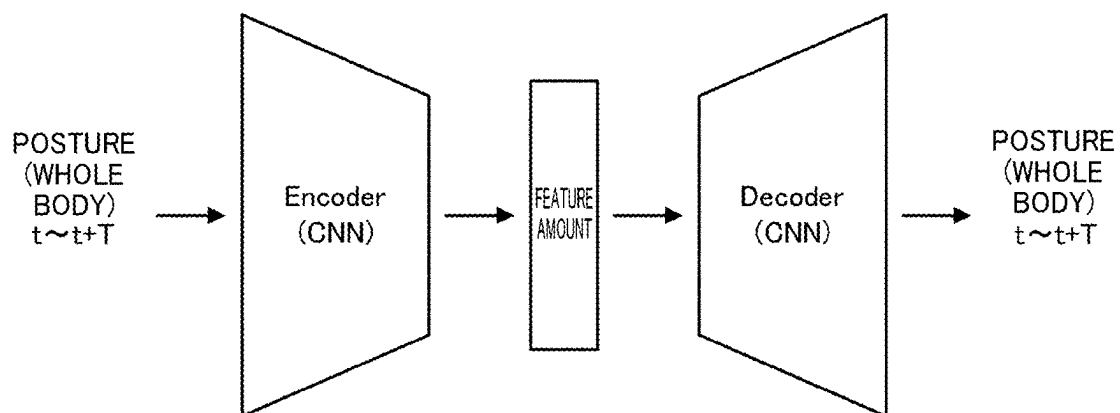 POSTURE
(WHOLE
BODY)
t～t+T
Encoder
(CNN)
FEATURE
AMOUNT
Decoder
(CNN)
POSTURE
(WHOLE
BODY)
t～t+T